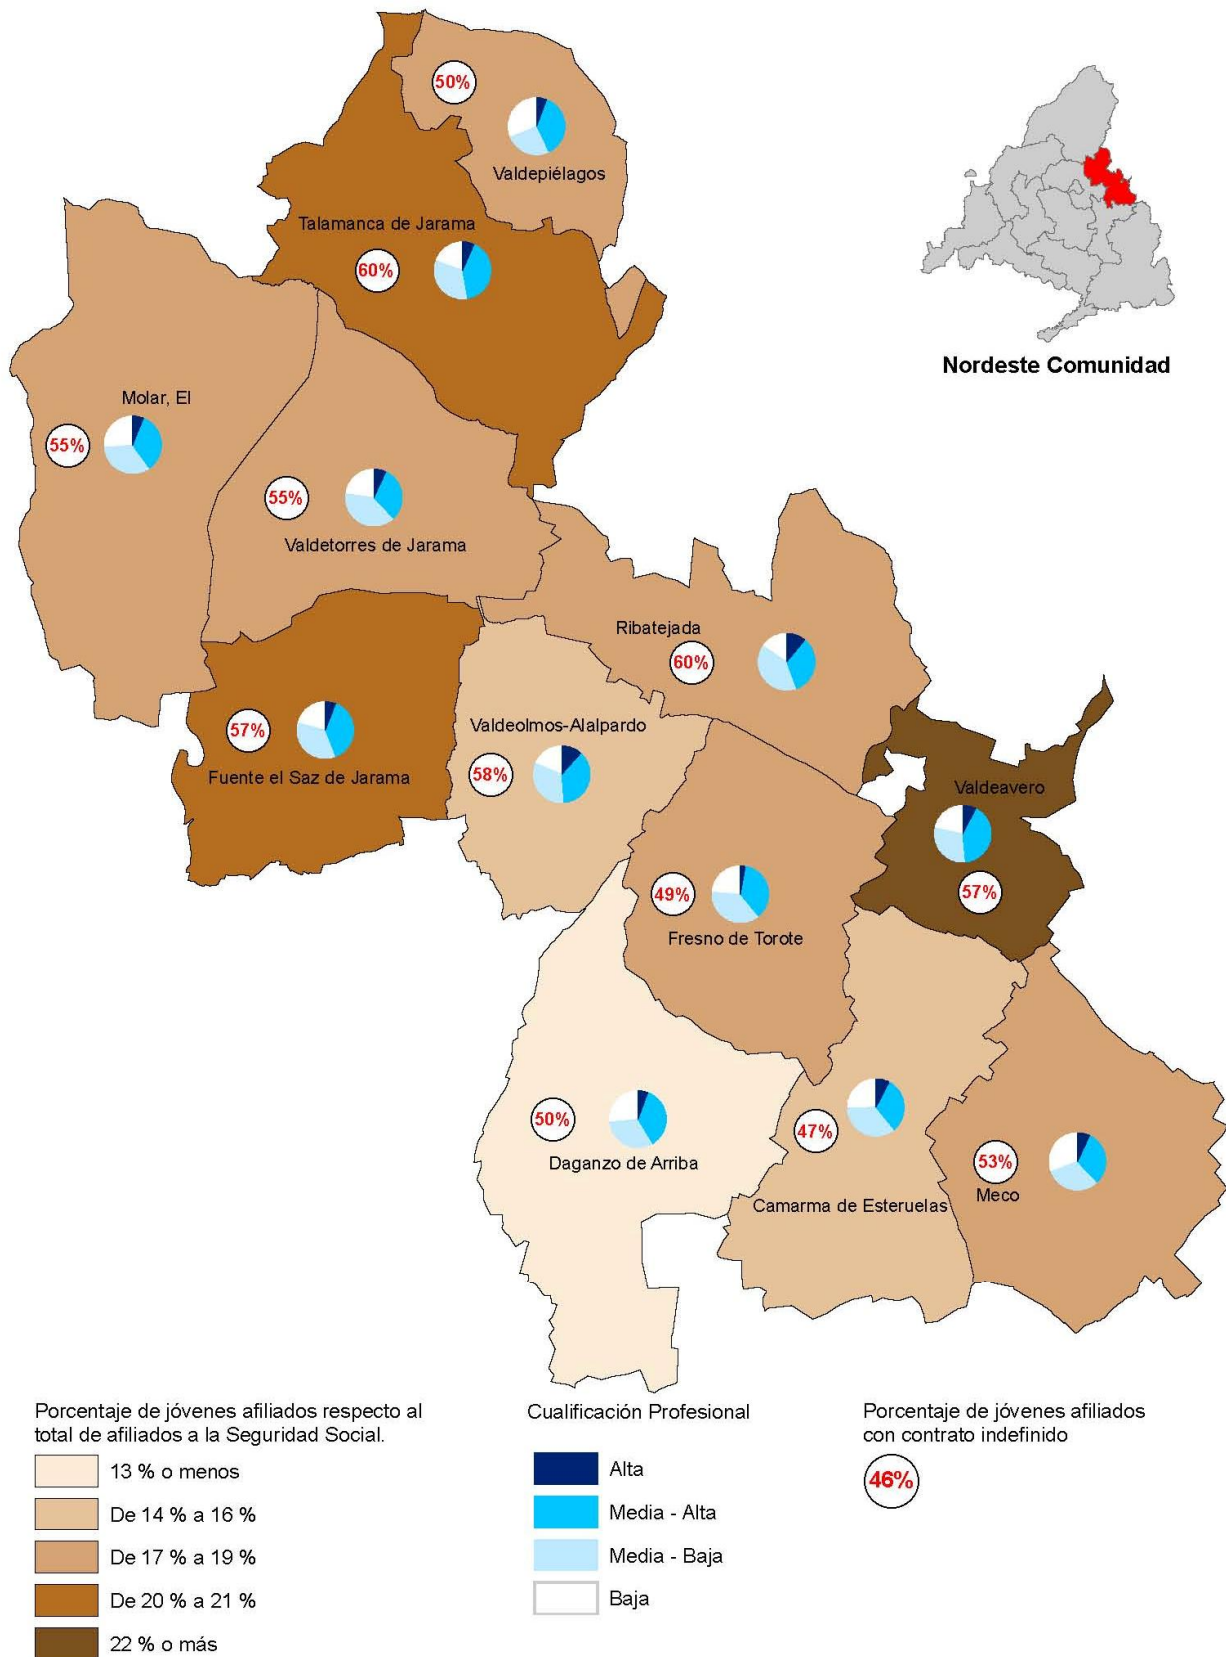 50%
Valdepiélagos
Talamanca de Jarama
60%
Nordeste Comunidad
Molar, El
55%
55%
Valdetorres de Jarama
Ribatejada
60%
57%
Fuente el Saz de Jarama
Valdeolmos-Alalpardo
58%
Valdeavero
57%
49%
Fresno de Torote
50%
Daganzo de Arriba
47%
Camarma de Esteruelas
53%
Meco
Porcentaje de jóvenes afiliados respecto al
total de afiliados a la Seguridad Social.
13 % o menos
De 14 % a 16 %
De 17 % a 19 %
De 20 % a 21 %
22 % o más
Cualificación Profesional
Alta
Media - Alta
Media - Baja
Baja
Porcentaje de jóvenes afiliados
con contrato indefinido
46%